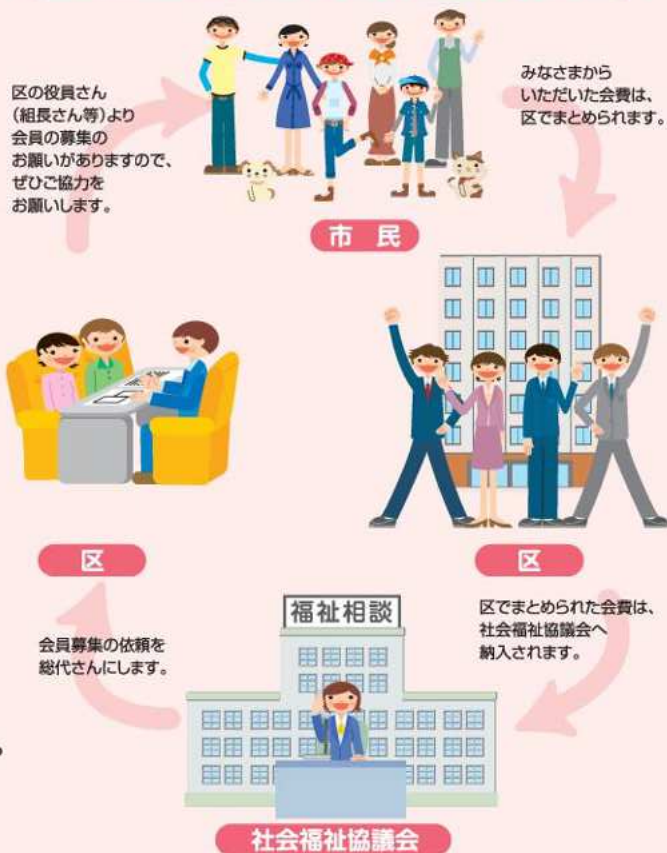 区の役員さん
(組長さん等)より
会員の募集の
お願いがありますので、
ぜひご協力を
お願いします。
みなさまから
いただいた会費は、
区でまとめられます。
市 民
区
区
福祉相談
会員募集の依頼を
総代さんにします。
区でまとめられた会費は、
社会福祉協議会へ
納入されます。
社会福祉協議会